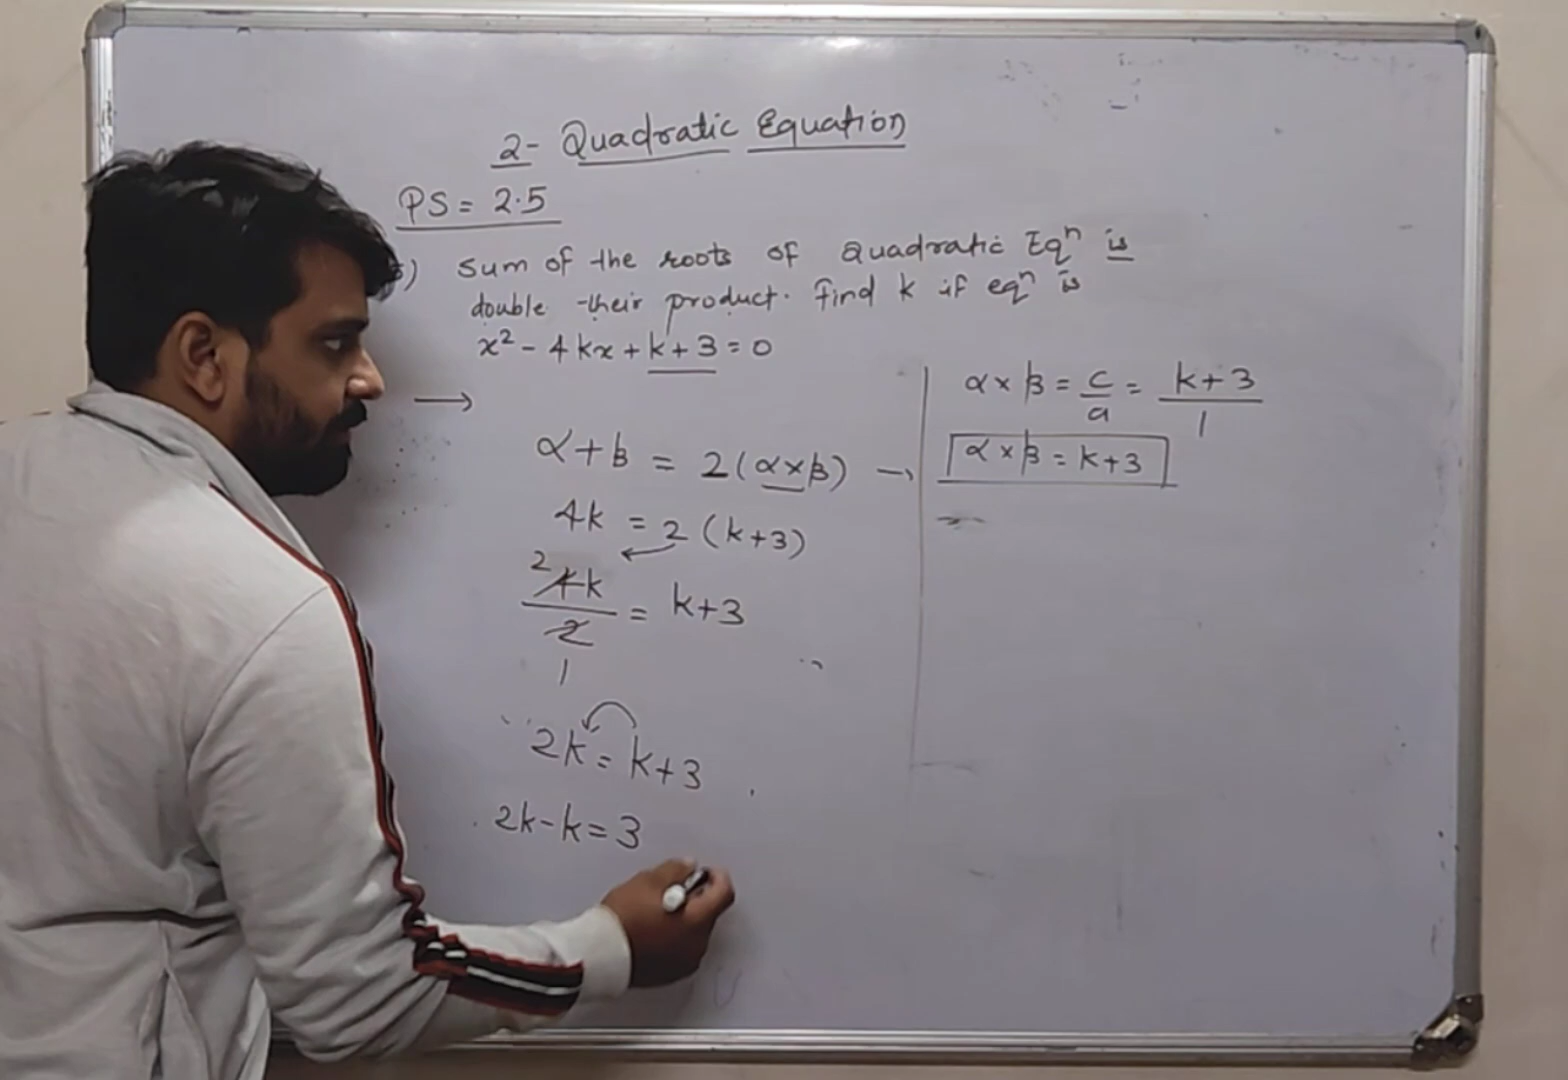 2- Quadratic Equation
PS = 2.5
) Sum of the roots of quadratic Eqⁿ is
double their product. find k if eqⁿ is
x² - 4kx + k + 3 = 0
→
α + β = 2(α × β) →
4k = 2 (k+3)
2 4k / 2 1 = k+3
2k = k+3
2k - k = 3
α × β = c/a = k+3/1
α × β = k+3